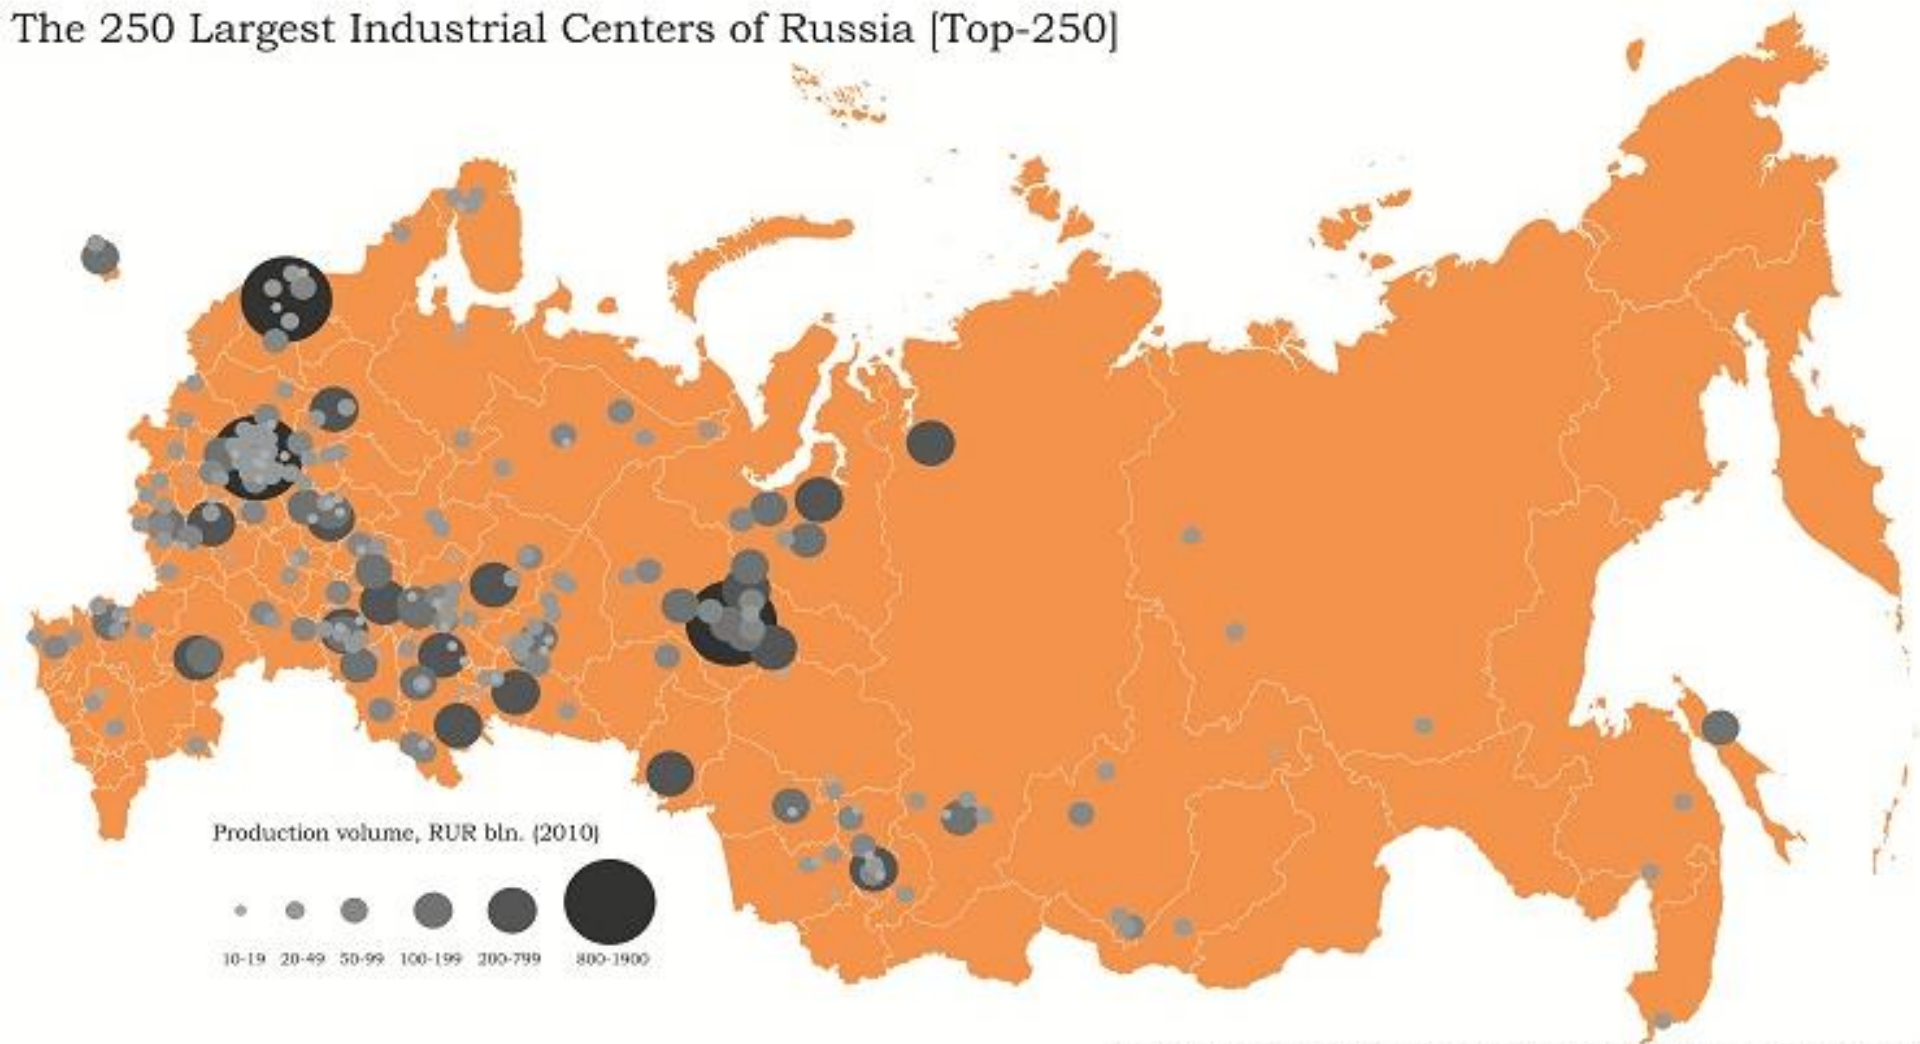 The 250 Largest Industrial Centers of Russia [Top-250]
Production volume, RUR bln. (2010)
10-19 20-49 50-99 100-199 200-799 800-1900